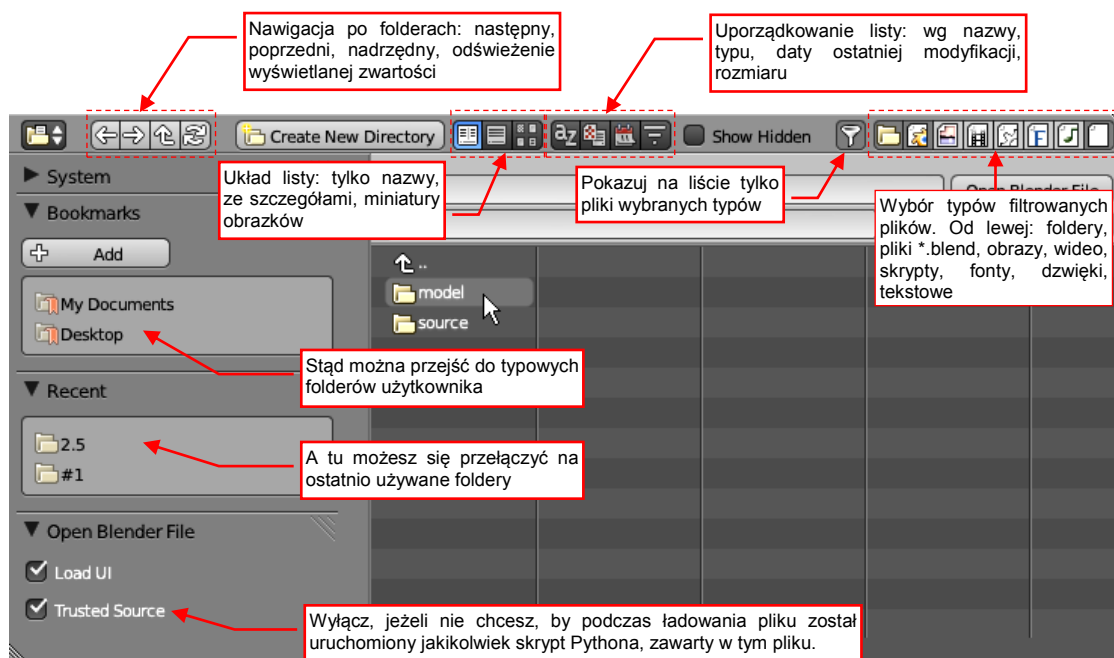 Nawigacja po folderach: następny,
poprzedni, nadrzędny, odświeżenie
wyświetlanej zwartości
Uporządkowanie listy: wg nazwy,
typu, daty ostatniej modyfikacji,
rozmiaru
Create New Directory
Show Hidden
System
Układ listy: tylko nazwy,
ze szczegółami, miniatury
obrazków
Pokazuj na liście tylko
pliki wybranych typów
Open Blender File
Wybór typów filtrowanych
plików. Od lewej: foldery,
pliki *.blend, obrazy, wideo,
skrypty, fonty, dzwięki,
tekstowe
Bookmarks
Add
..
model
source
My Documents
Desktop
Stąd można przejść do typowych
folderów użytkownika
Recent
2.5
#1
A tu możesz się przełączyć na
ostatnio używane foldery
Open Blender File
Load UI
Trusted Source
Wyłącz, jeżeli nie chcesz, by podczas ładowania pliku został
uruchomiony jakikolwiek skrypt Pythona, zawarty w tym pliku.